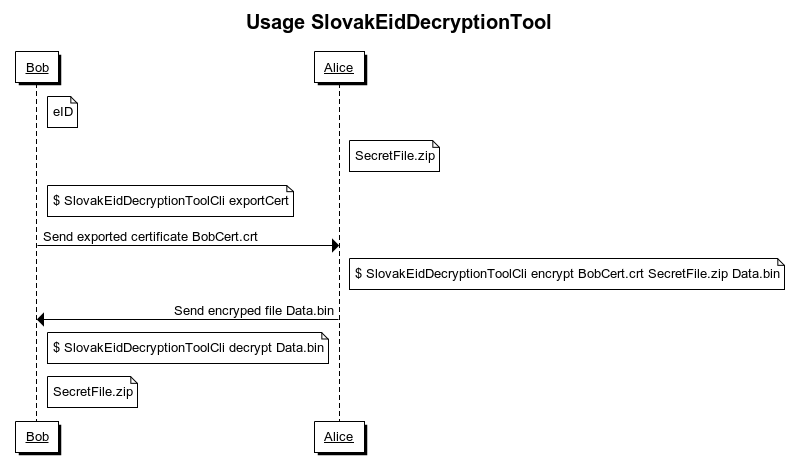 Usage SlovakEidDecryptionTool
Bob
Alice
eID
SecretFile.zip
$ SlovakEidDecryptionToolCli exportCert
Send exported certificate BobCert.crt
$ SlovakEidDecryptionToolCli encrypt BobCert.crt SecretFile.zip Data.bin
Send encryped file Data.bin
$ SlovakEidDecryptionToolCli decrypt Data.bin
SecretFile.zip
Bob
Alice